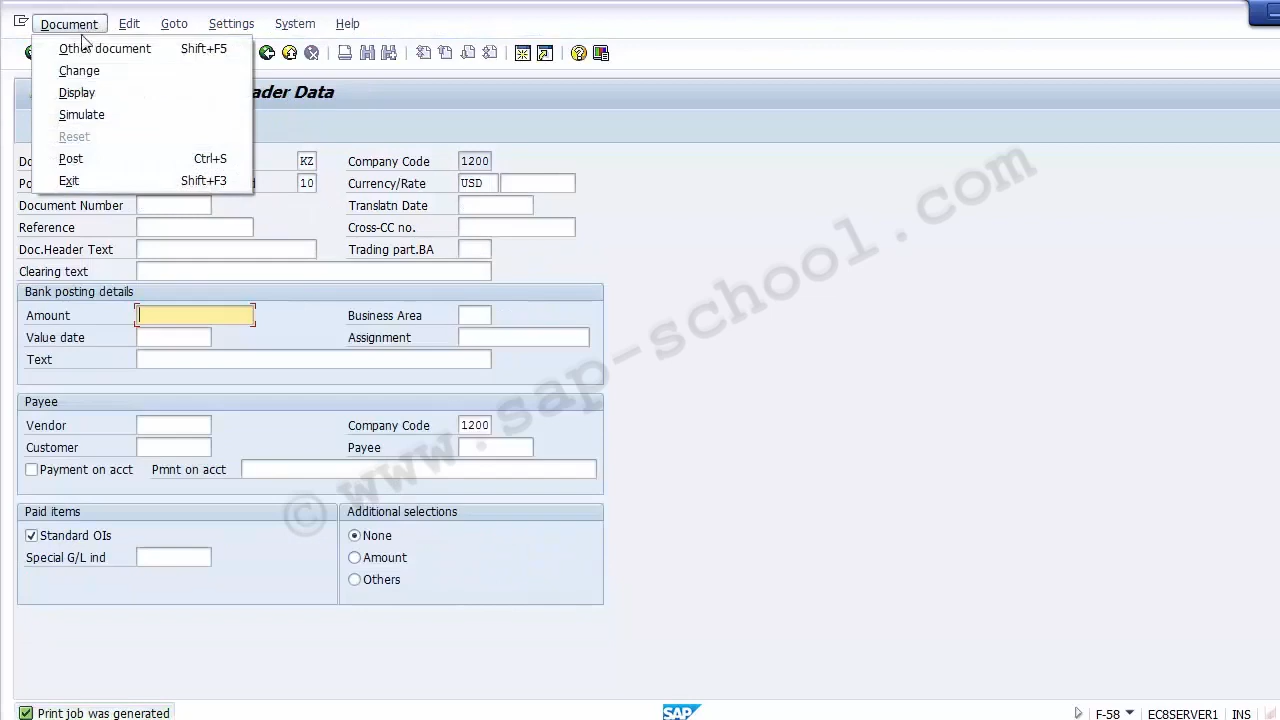 Document Edit Goto Settings System Help
Other document Shift+F5
Change
Display
Simulate
Reset
Post Ctrl+S
Exit Shift+F3
ader Data
KZ Company Code 1200
10 Currency/Rate USD
Document Number Translatn Date
Reference Cross-CC no.
Doc.Header Text Trading part.BA
Clearing text
Bank posting details
Amount Business Area
Value date Assignment
Text
Payee
Vendor Company Code 1200
Customer Payee
Payment on acct Pmnt on acct
Paid items Additional selections
Standard OIs None
Special G/L ind Amount
Others
© www.sap-school.com
Print job was generated SAP F-58 EC8SERVER1 INS